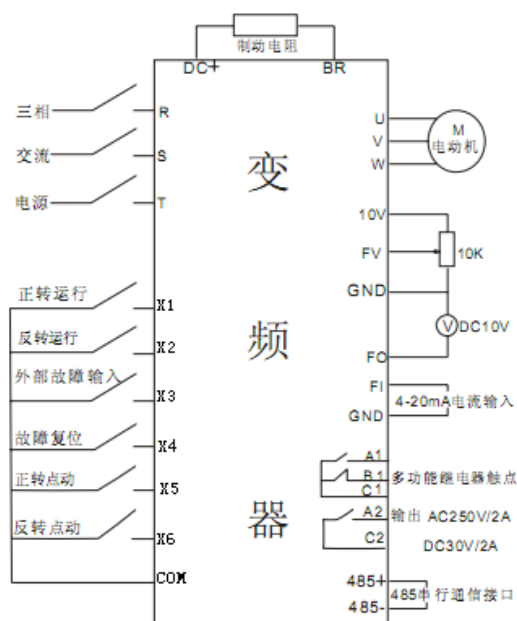 制动电阻
DC+
BR
三相
R
交流
S
电源
T
变频器
U
V
W
M
电动机
10V
FV
10K
GND
V
DC10V
FO
FI
4-20mA电流输入
GND
正转运行
X1
反转运行
X2
外部故障输入
X3
故障复位
X4
正转点动
X5
反转点动
X6
COM
A1
B1
多功能继电器触点
C1
A2
输出 AC250V/2A
C2
DC30V/2A
485+
485串行通信接口
485-